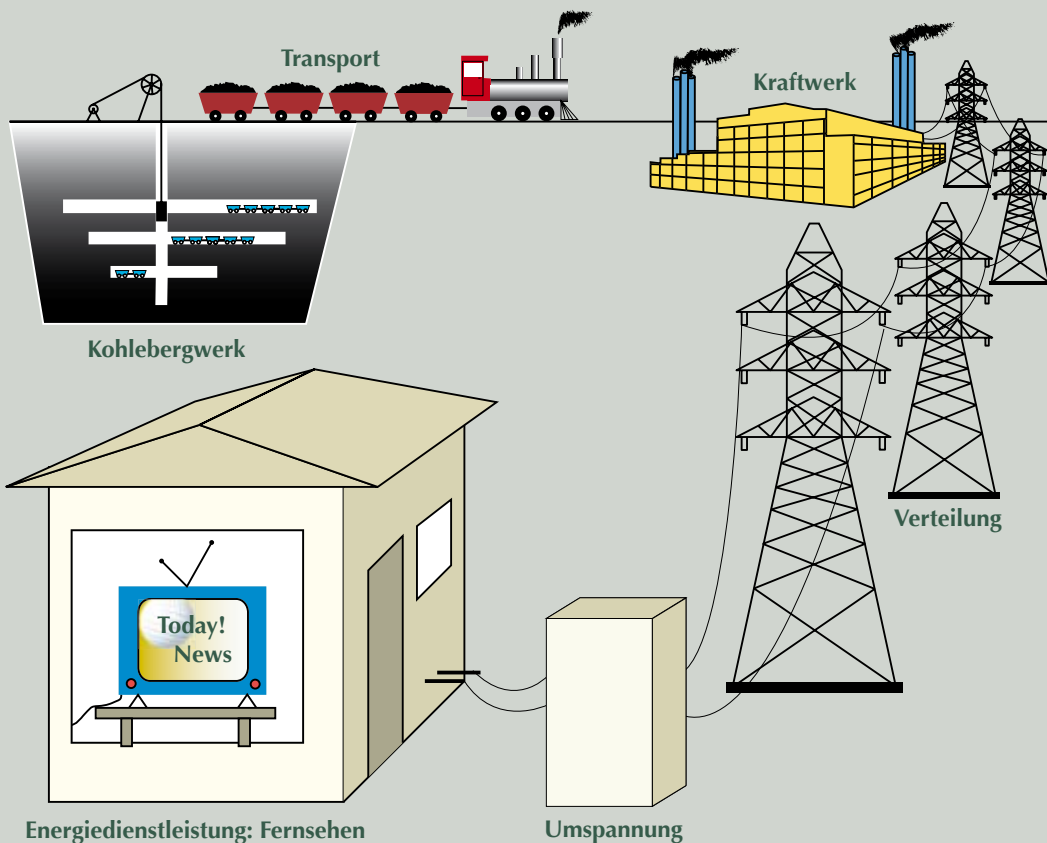 Transport
Kraftwerk
Kohlebergwerk
Verteilung
Today!
News
Energiedienstleistung: Fernsehen
Umspannung